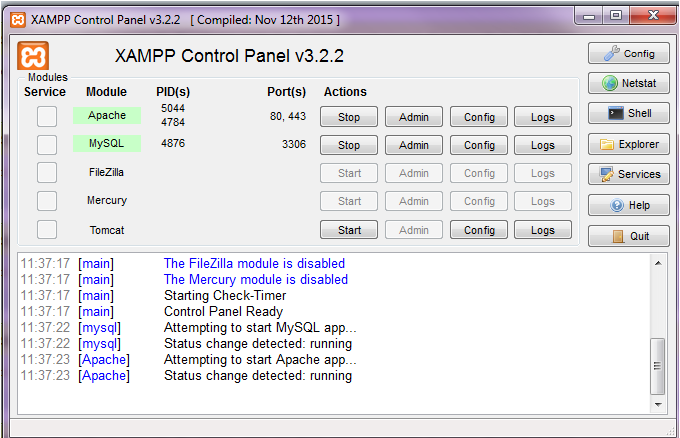 XAMPP Control Panel v3.2.2 [ Compiled: Nov 12th 2015 ]
XAMPP Control Panel v3.2.2
Config
Modules
Service Module PID(s) Port(s) Actions
Netstat
Apache 5044 4784 80, 443 Stop Admin Config Logs
Shell
MySQL 4876 3306 Stop Admin Config Logs
Explorer
FileZilla Start Admin Config Logs
Services
Mercury Start Admin Config Logs
Help
Tomcat Start Admin Config Logs
Quit
11:37:17 [main] The FileZilla module is disabled
11:37:17 [main] The Mercury module is disabled
11:37:17 [main] Starting Check-Timer
11:37:17 [main] Control Panel Ready
11:37:22 [mysql] Attempting to start MySQL app...
11:37:22 [mysql] Status change detected: running
11:37:23 [Apache] Attempting to start Apache app...
11:37:23 [Apache] Status change detected: running